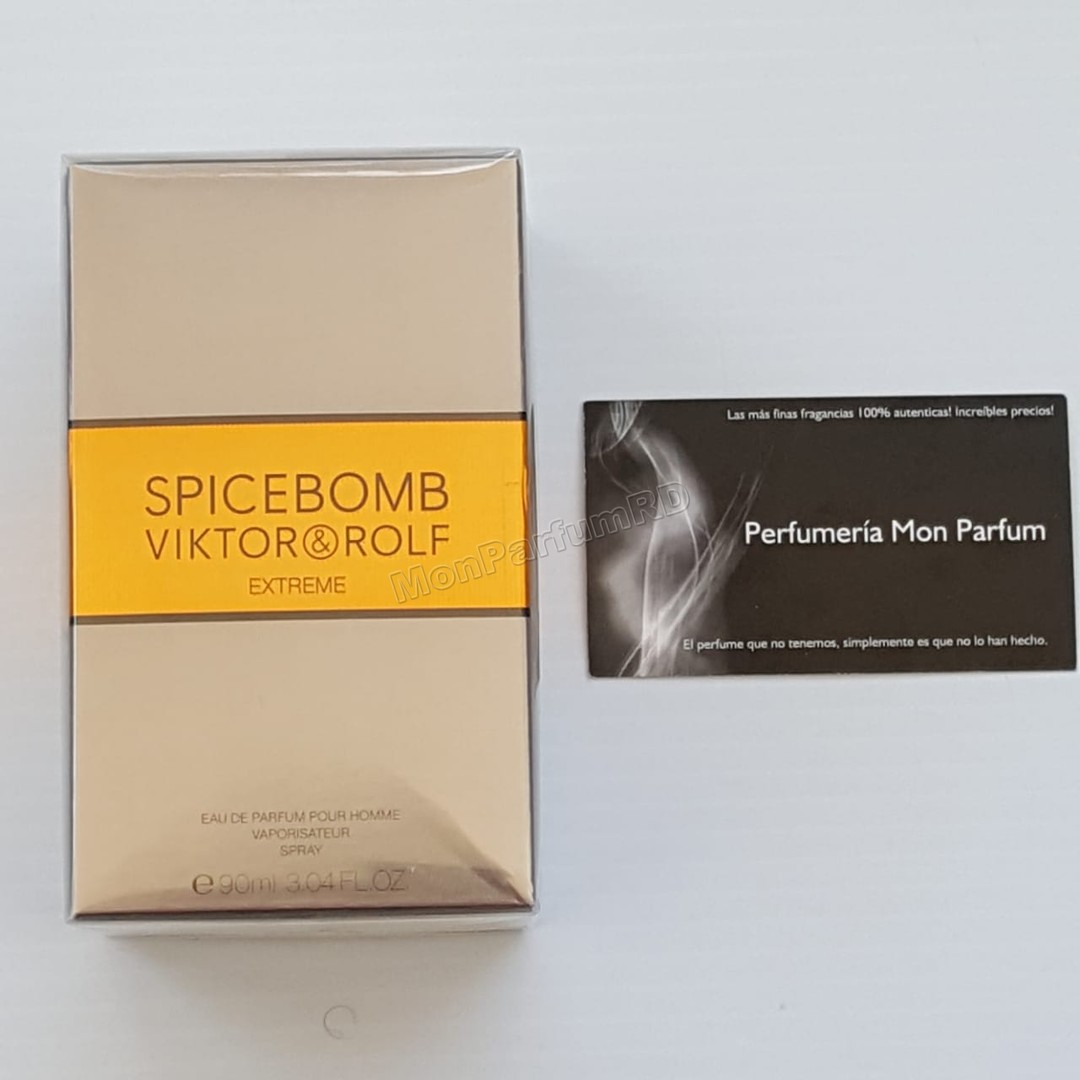 SPICEBOMB
VIKTOR&ROLF
EXTREME
EAU DE PARFUM POUR HOMME
VAPORISATEUR
SPRAY
e 90ml 3.04 FL.OZ.
MonParfumRD
Las más finas fragancias 100% autenticas! increíbles precios!
Perfumería Mon Parfum
El perfume que no tenemos, simplemente es que no lo han hecho.